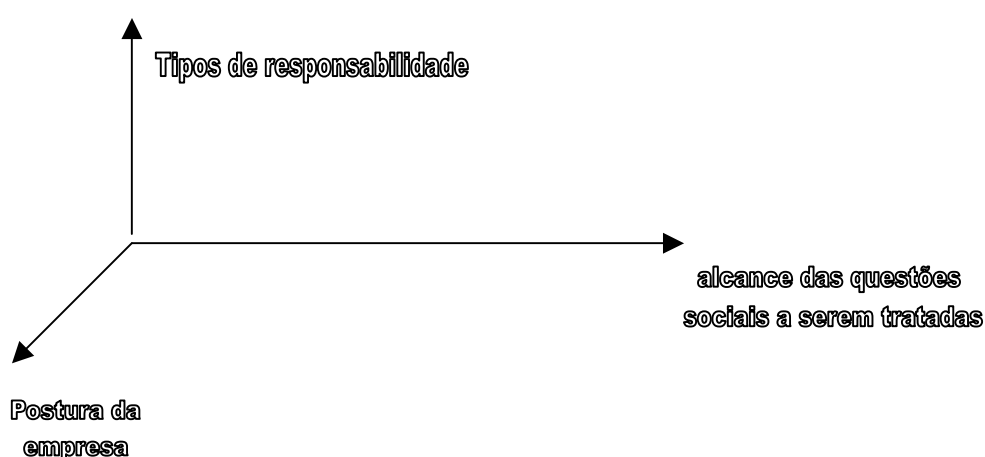 Tipos de responsabilidade
alcance das questões
sociais a serem tratadas
Postura da
empresa